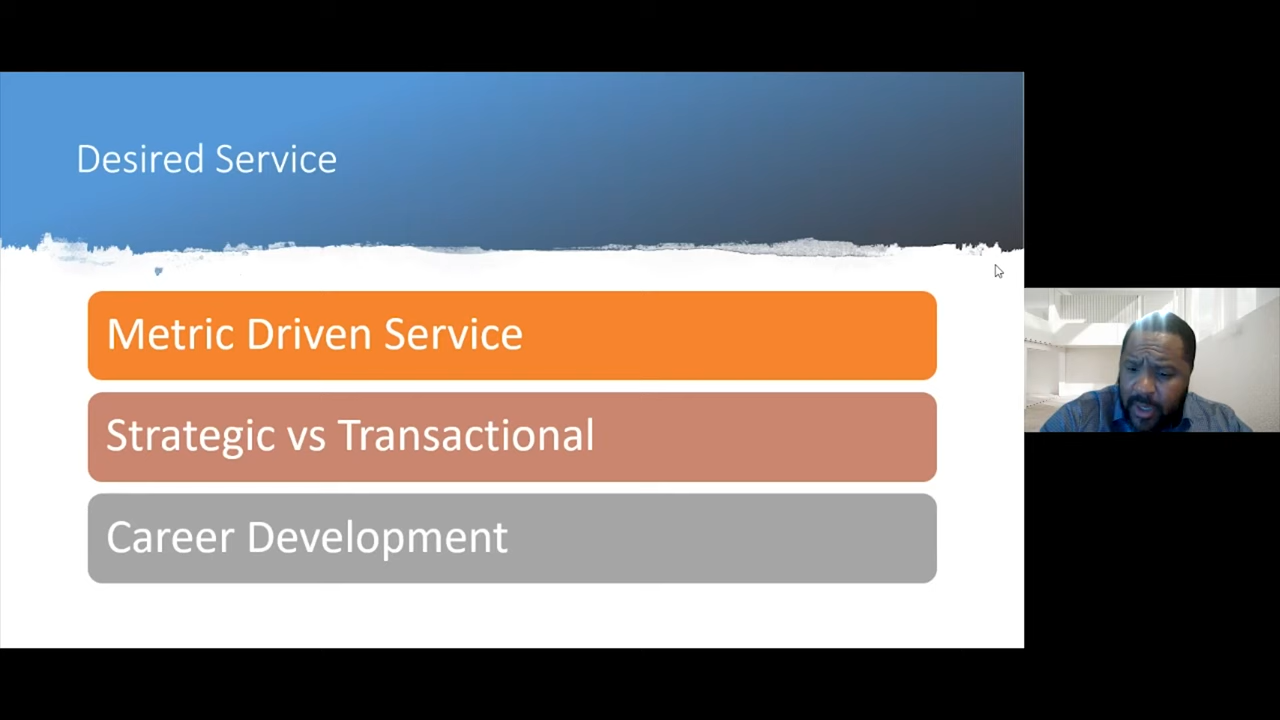 Desired Service
Metric Driven Service
Strategic vs Transactional
Career Development